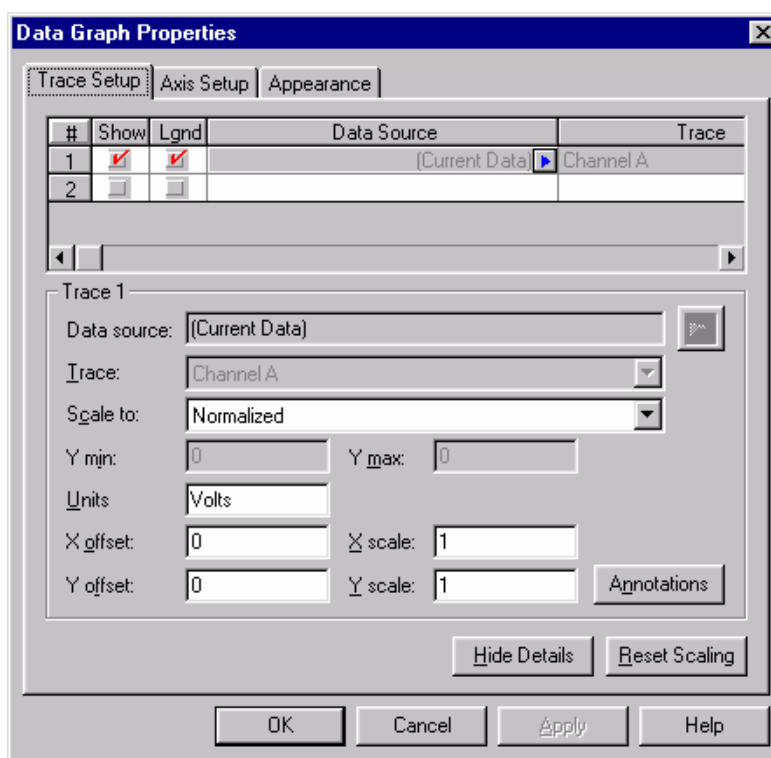 Data Graph Properties
Trace Setup Axis Setup Appearance
# Show Lgnd Data Source Trace
1 (Current Data) Channel A
2
Trace 1
Data source: (Current Data)
Trace: Channel A
Scale to: Normalized
Y min: 0 Y max: 0
Units Volts
X offset: 0 X scale: 1
Y offset: 0 Y scale: 1 Annotations
Hide Details Reset Scaling
OK Cancel Apply Help